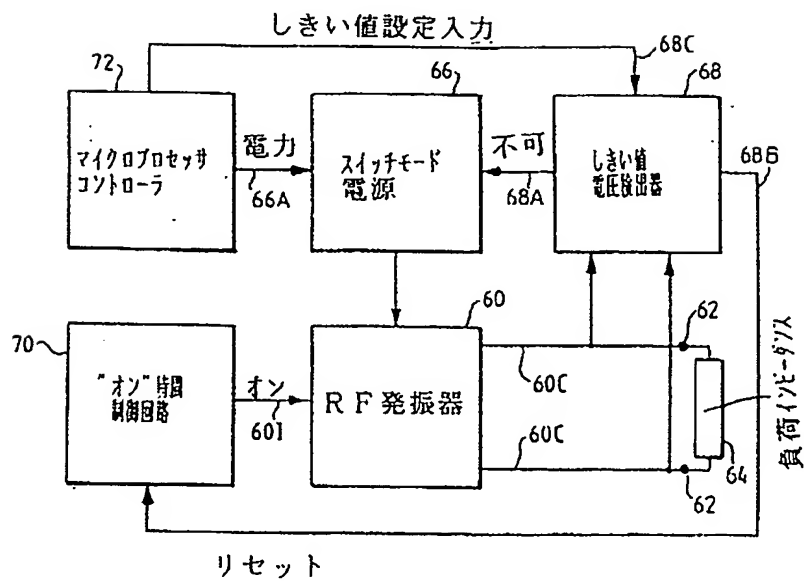 しきい値設定入力
68C
72
66
68
マイクロプロセッサ
コントローラ
電力
66A
スイッチモード
電源
不可
68A
しきい値
電圧検出器
68B
70
60
62
"オン"時間
制御回路
オン
60I
RF発振器
60C
60C
62
64
負荷インピーダンス
リセット